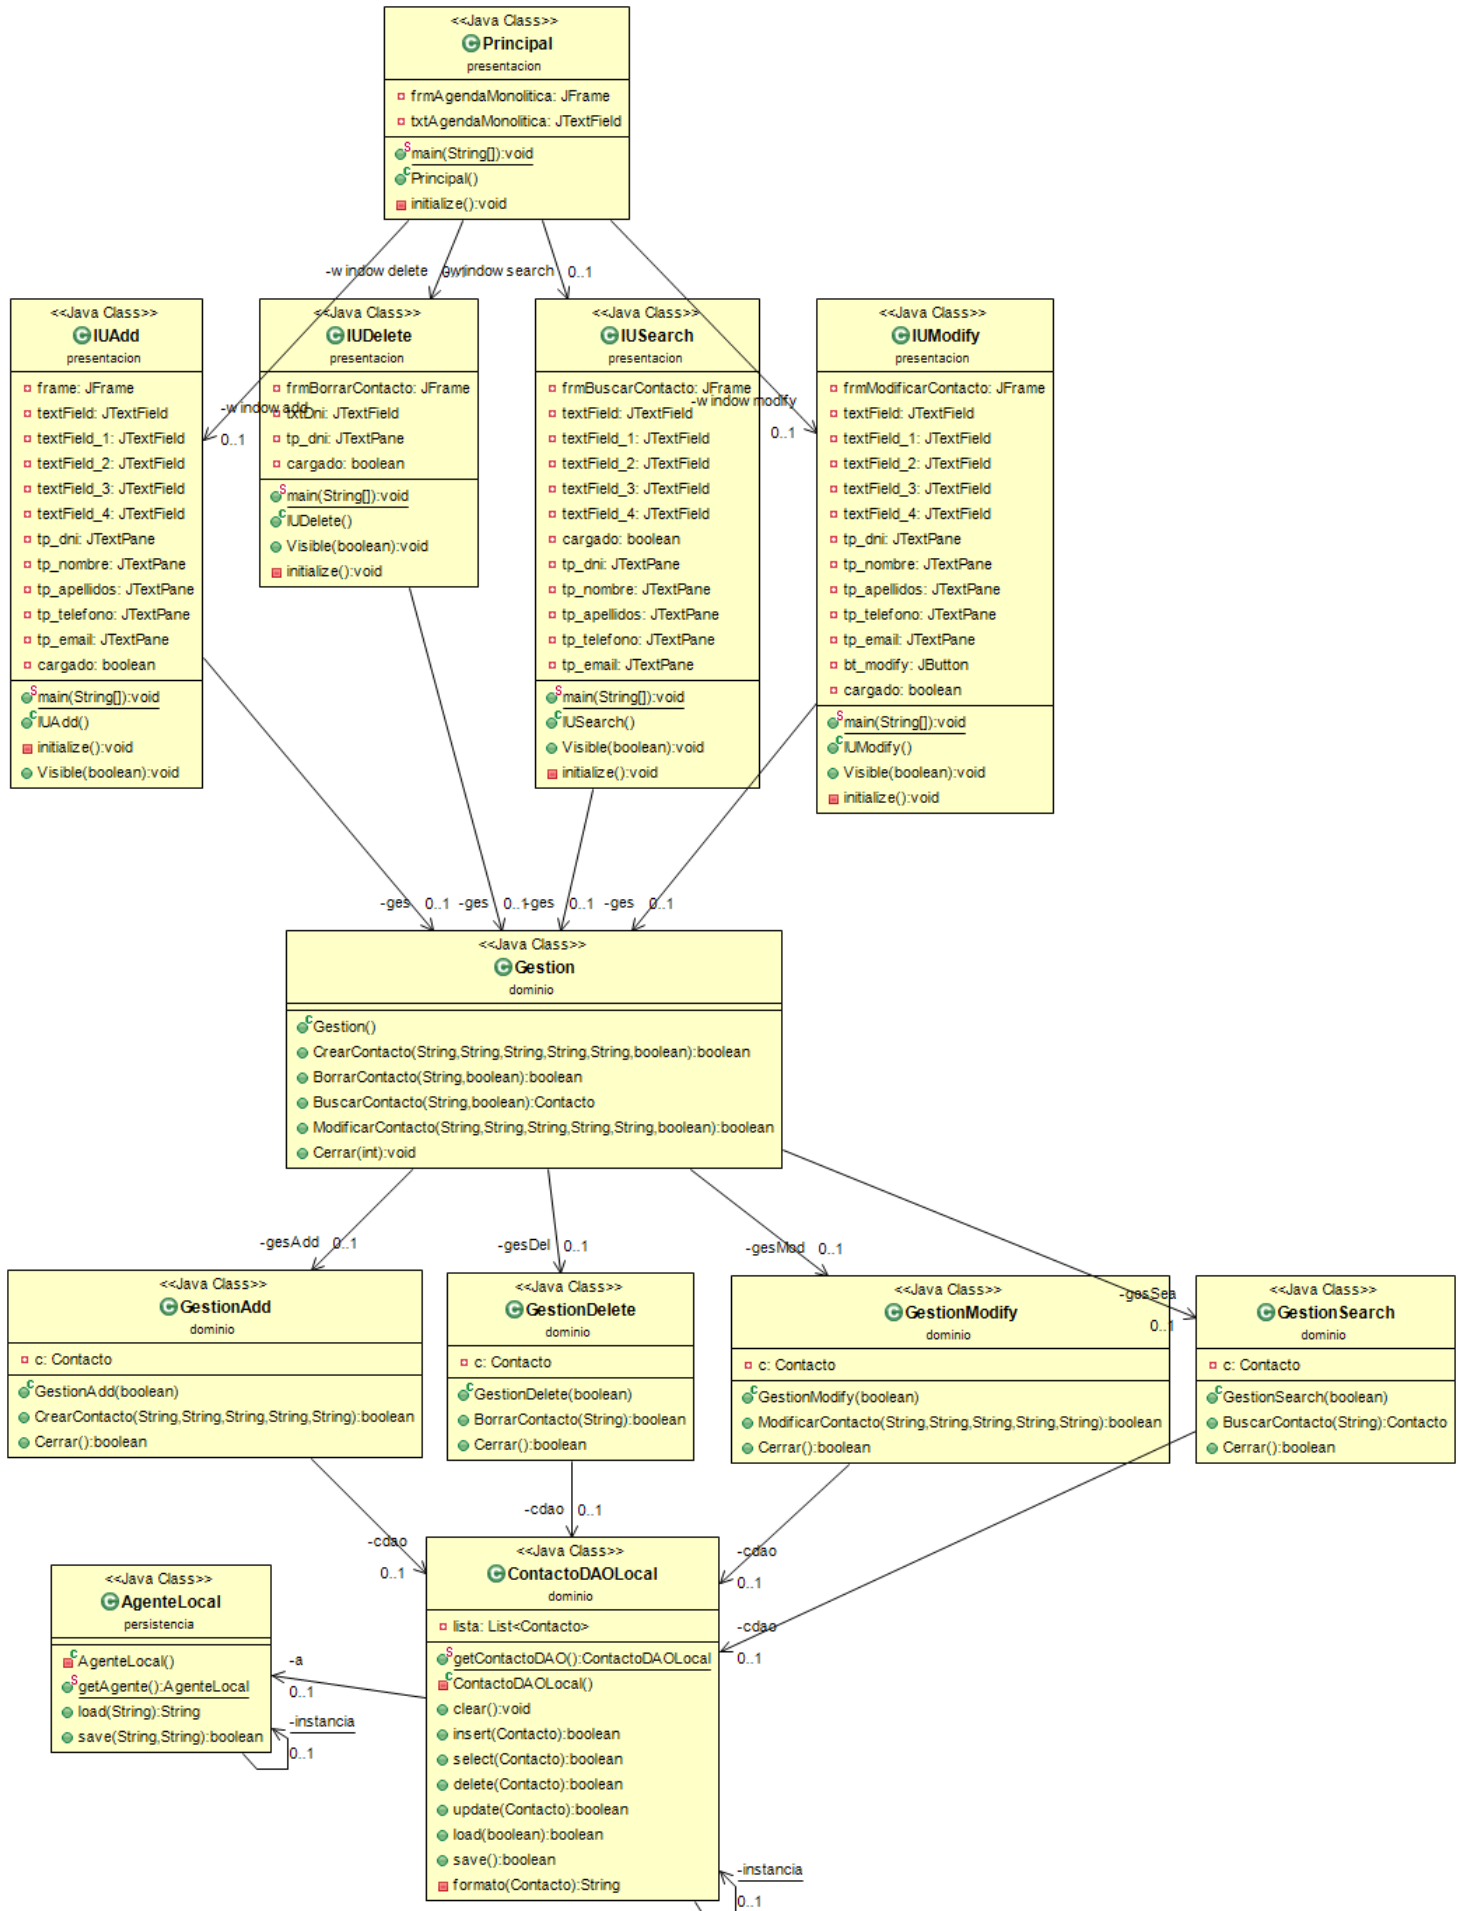 <<Java Class>>
Principal
presentacion
frmAgendaMonolitica: JFrame
txtAgendaMonolitica: JTextField
main(String[]):void
Principal()
initialize():void
-window delete
0..1
-window search
0..1
<<Java Class>>
IUAdd
presentacion
frame: JFrame
textField: JTextField
textField_1: JTextField
textField_2: JTextField
textField_3: JTextField
textField_4: JTextField
tp_dni: JTextPane
tp_nombre: JTextPane
tp_apellidos: JTextPane
tp_telefono: JTextPane
tp_email: JTextPane
cargado: boolean
main(String[]):void
IUAdd()
initialize():void
Visible(boolean):void
-window add
0..1
<<Java Class>>
IUDelete
presentacion
frmBorrarContacto: JFrame
txtDni: JTextField
tp_dni: JTextPane
cargado: boolean
main(String[]):void
IUDelete()
Visible(boolean):void
initialize():void
<<Java Class>>
IUSearch
presentacion
frmBuscarContacto: JFrame
textField: JTextField
textField_1: JTextField
textField_2: JTextField
textField_3: JTextField
textField_4: JTextField
cargado: boolean
tp_dni: JTextPane
tp_nombre: JTextPane
tp_apellidos: JTextPane
tp_telefono: JTextPane
tp_email: JTextPane
main(String[]):void
IUSearch()
Visible(boolean):void
initialize():void
-window modify
0..1
<<Java Class>>
IUModify
presentacion
frmModificarContacto: JFrame
textField: JTextField
textField_1: JTextField
textField_2: JTextField
textField_3: JTextField
textField_4: JTextField
tp_dni: JTextPane
tp_nombre: JTextPane
tp_apellidos: JTextPane
tp_telefono: JTextPane
tp_email: JTextPane
bt_modify: JButton
cargado: boolean
main(String[]):void
IUModify()
Visible(boolean):void
initialize():void
-ges 0..1
-ges 0..1
-ges 0..1
-ges 0..1
<<Java Class>>
Gestion
dominio
Gestion()
CrearContacto(String,String,String,String,String,boolean):boolean
BorrarContacto(String,boolean):boolean
BuscarContacto(String,boolean):Contacto
ModificarContacto(String,String,String,String,String,boolean):boolean
Cerrar(int):void
-gesAdd 0..1
-gesDel 0..1
-gesMod 0..1
-gesSea
0..1
<<Java Class>>
GestionAdd
dominio
c: Contacto
GestionAdd(boolean)
CrearContacto(String,String,String,String,String):boolean
Cerrar():boolean
<<Java Class>>
GestionDelete
dominio
c: Contacto
GestionDelete(boolean)
BorrarContacto(String):boolean
Cerrar():boolean
<<Java Class>>
GestionModify
dominio
c: Contacto
GestionModify(boolean)
ModificarContacto(String,String,String,String,String):boolean
Cerrar():boolean
<<Java Class>>
GestionSearch
dominio
c: Contacto
GestionSearch(boolean)
BuscarContacto(String):Contacto
Cerrar():boolean
-cdao
0..1
-cdao 0..1
-cdao
0..1
-cdao
0..1
<<Java Class>>
AgenteLocal
persistencia
AgenteLocal()
getAgente():AgenteLocal
load(String):String
save(String,String):boolean
-a
0..1
-instancia
0..1
<<Java Class>>
ContactoDAOLocal
dominio
lista: List<Contacto>
getContactoDAO():ContactoDAOLocal
ContactoDAOLocal()
clear():void
insert(Contacto):boolean
select(Contacto):boolean
delete(Contacto):boolean
update(Contacto):boolean
load(boolean):boolean
save():boolean
formato(Contacto):String
-instancia
0..1